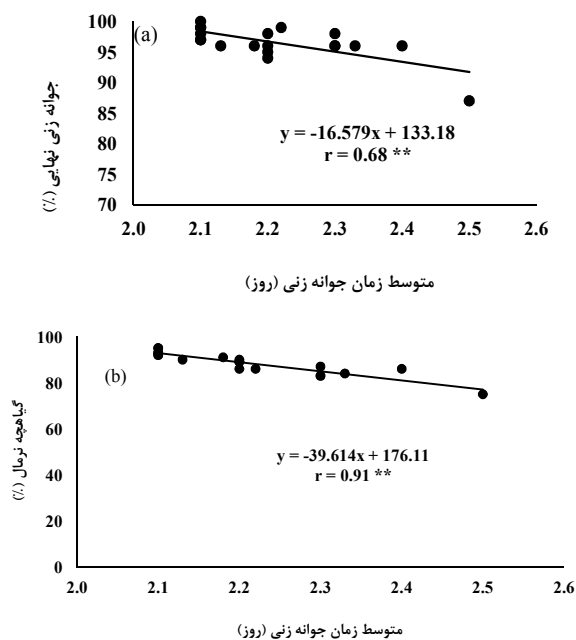 (a)
100
95
90
85
80
75
70
جوانه زنی نهایی (٪)
y = -16.579x + 133.18
r = 0.68 **
2.0 2.1 2.2 2.3 2.4 2.5 2.6
متوسط زمان جوانه زنی (روز)
(b)
100
80
60
40
20
0
گیاهچه نرمال (٪)
y = -39.614x + 176.11
r = 0.91 **
2.0 2.1 2.2 2.3 2.4 2.5 2.6
متوسط زمان جوانه زنی (روز)